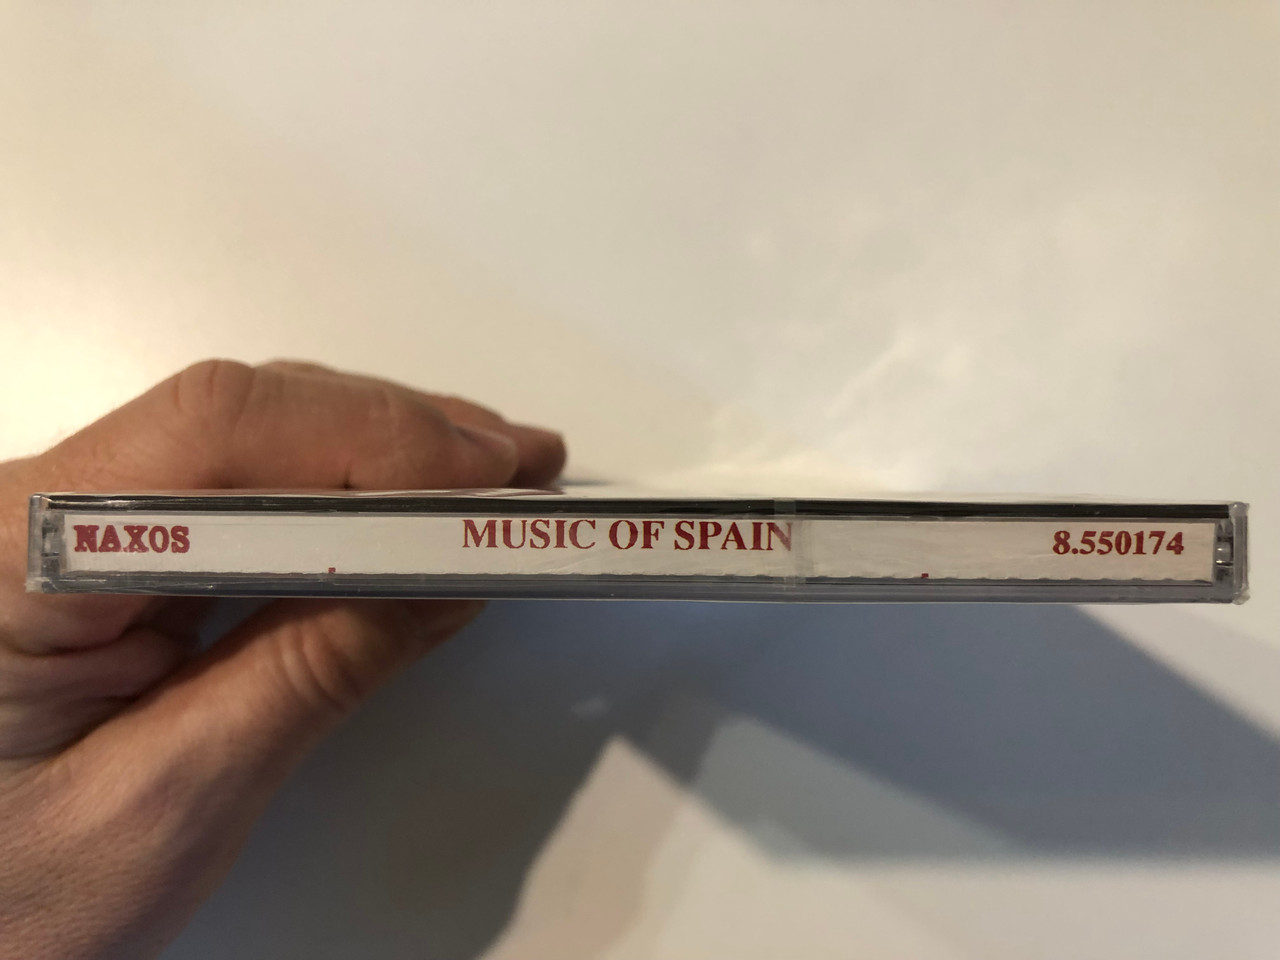 NAXOS MUSIC OF SPAIN 8.550174